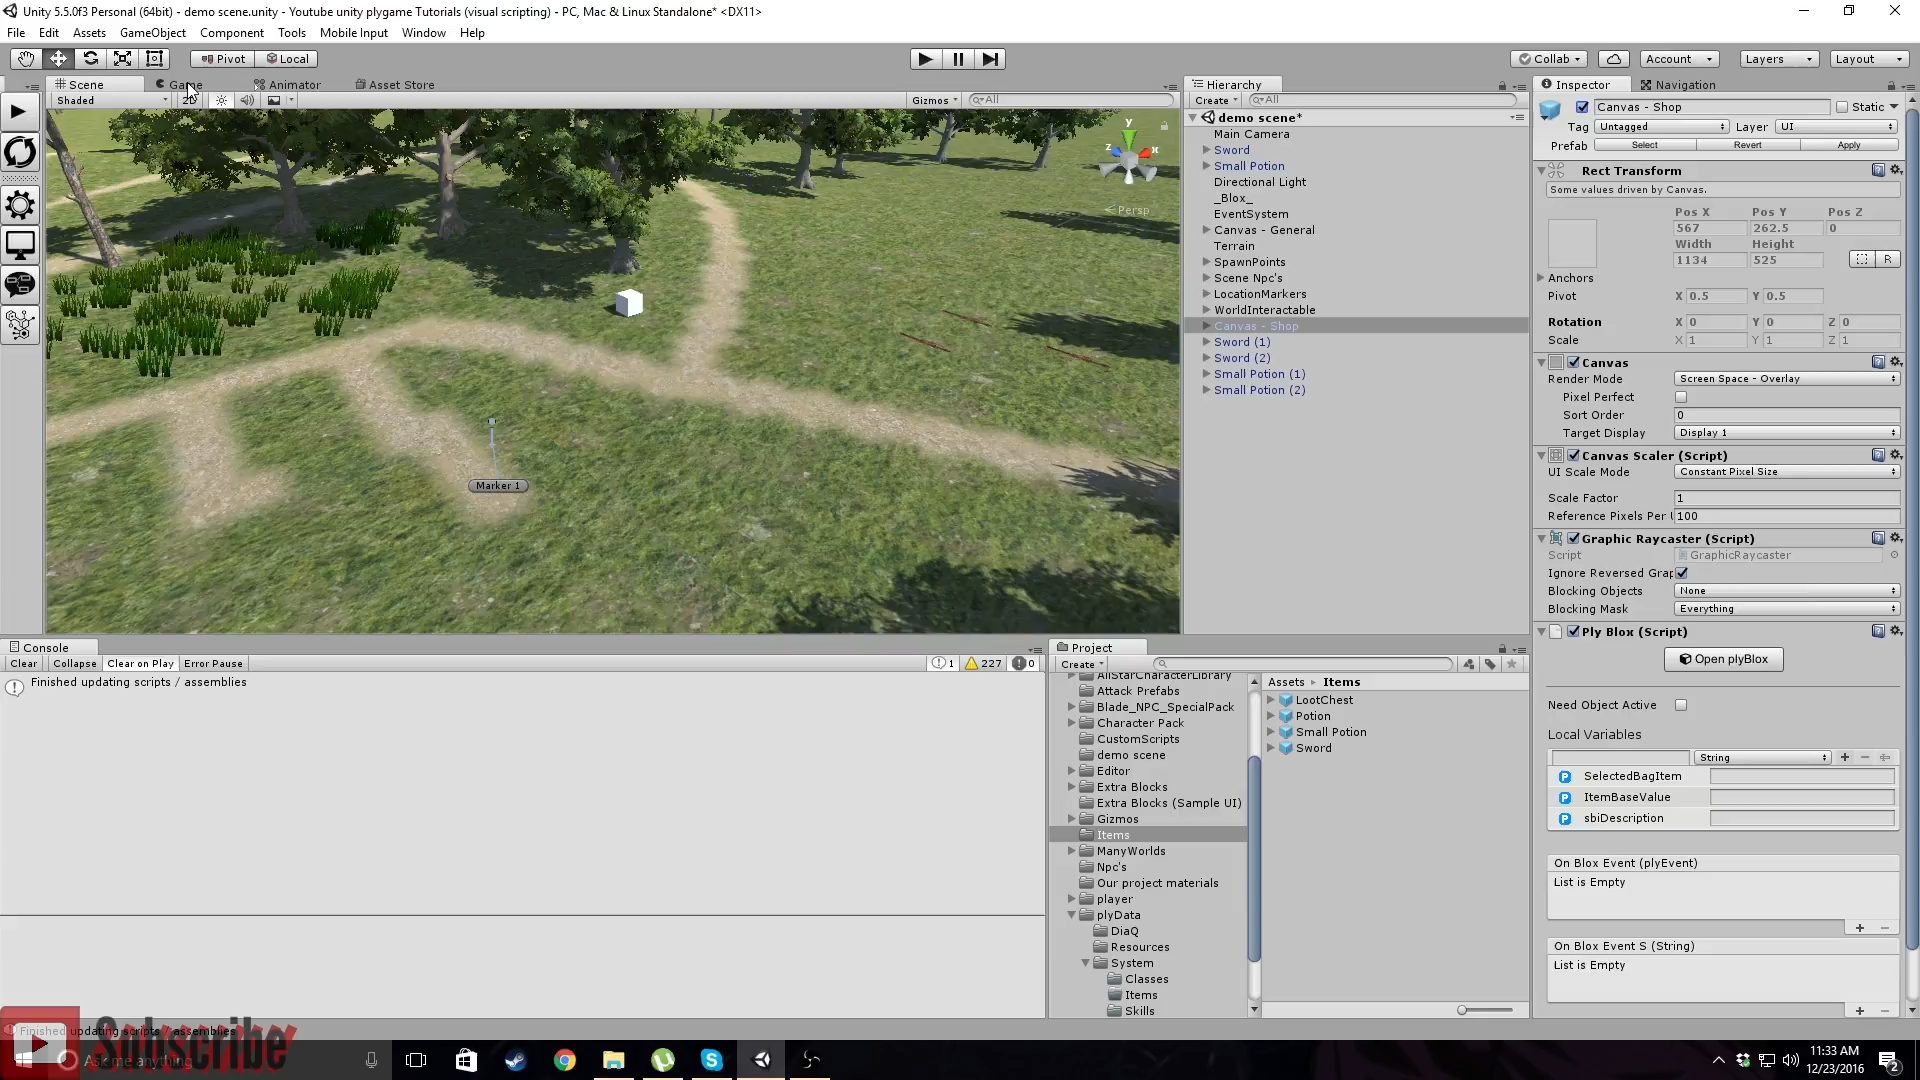 Unity 5.5.0f3 Personal (64bit) - demo scene.unity - Youtube unity plygame Tutorials (visual scripting) - PC, Mac & Linux Standalone* <DX11>
File Edit Assets GameObject Component Tools Mobile Input Window Help
Pivot Local Collab Account Layers Layout
Scene Game Animator Asset Store
Shaded 2D Gizmos All
y
z x
Persp
Marker 1
Hierarchy
Create All
demo scene*
Main Camera
Sword
Small Potion
Directional Light
_Blox_
EventSystem
Canvas - General
Terrain
SpawnPoints
Scene Npc's
LocationMarkers
WorldInteractable
Canvas - Shop
Sword (1)
Sword (2)
Small Potion (1)
Small Potion (2)
Inspector Navigation
Canvas - Shop Static
Tag Untagged Layer UI
Prefab Select Revert Apply
Rect Transform
Some values driven by Canvas.
Pos X Pos Y Pos Z
567 262.5 0
Width Height
1134 525 R
Anchors
Pivot X 0.5 Y 0.5
Rotation X 0 Y 0 Z 0
Scale X 1 Y 1 Z 1
Canvas
Render Mode Screen Space - Overlay
Pixel Perfect
Sort Order 0
Target Display Display 1
Canvas Scaler (Script)
UI Scale Mode Constant Pixel Size
Scale Factor 1
Reference Pixels Per 100
Graphic Raycaster (Script)
Script GraphicRaycaster
Ignore Reversed Grap
Blocking Objects None
Blocking Mask Everything
Ply Blox (Script)
Open plyBlox
Need Object Active
Local Variables
String
SelectedBagItem
ItemBaseValue
sbiDescription
On Blox Event (plyEvent)
List is Empty
On Blox Event S (String)
List is Empty
Console
Clear Collapse Clear on Play Error Pause 1 227 0
Finished updating scripts / assemblies
Project
Create
AllStarCharacterLibrary
Attack Prefabs
Blade_NPC_SpecialPack
Character Pack
CustomScripts
demo scene
Editor
Extra Blocks
Extra Blocks (Sample UI)
Gizmos
Items
ManyWorlds
Npc's
Our project materials
player
plyData
DiaQ
Resources
System
Classes
Items
Skills
Assets Items
LootChest
Potion
Small Potion
Sword
Finished updating scripts / assemblies
Subscribe
Ask me anything
11:33 AM
12/23/2016
2